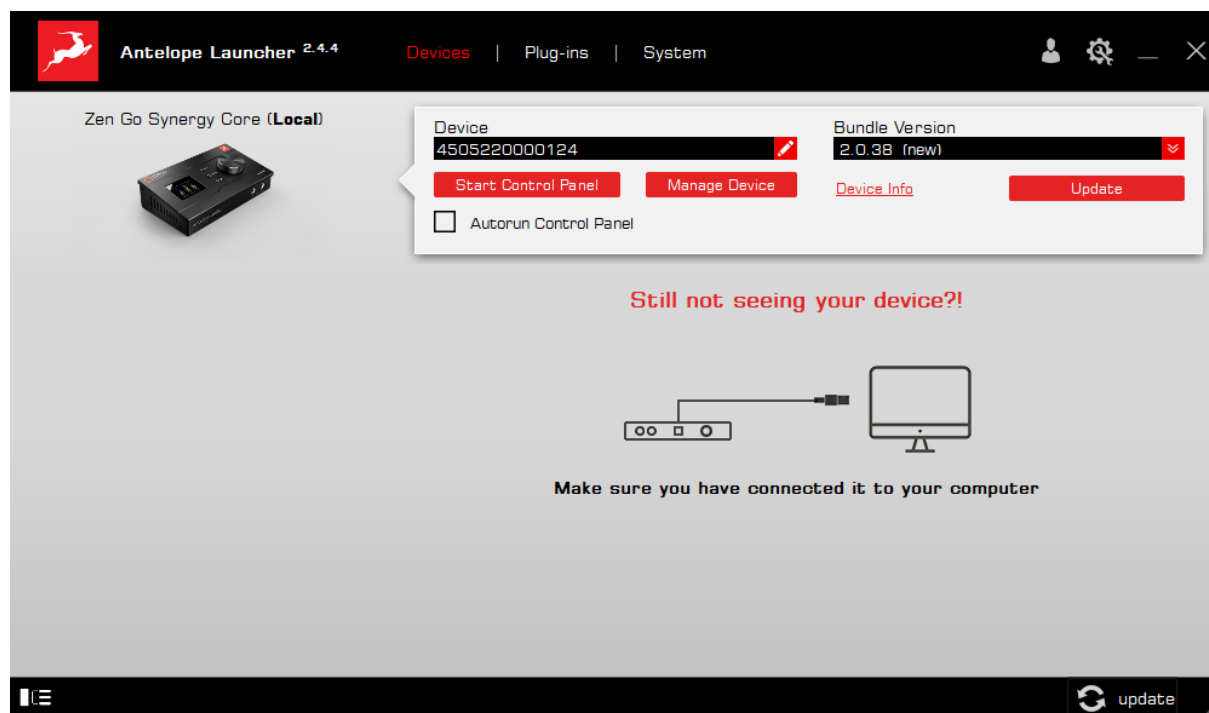 Antelope Launcher 2.4.4
Devices | Plug-ins | System
Zen Go Synergy Core (Local)
Device
4505220000124
Start Control Panel
Manage Device
Autorun Control Panel
Bundle Version
2.0.38 (new)
Device Info
Update
Still not seeing your device?!
Make sure you have connected it to your computer
update